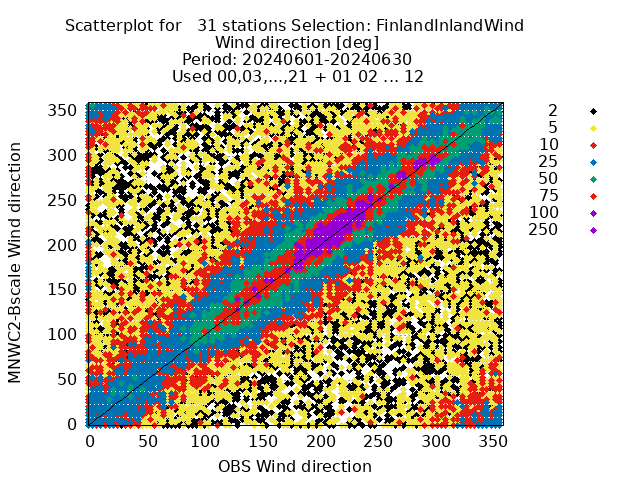 Scatterplot for   31 stations Selection: FinlandInlandWind
Wind direction [deg]
Period: 20240601-20240630
Used 00,03,...,21 + 01 02 ... 12
MNWC2-Bscale Wind direction
350
300
250
200
150
100
50
0
0 50 100 150 200 250 300 350
OBS Wind direction
2
5
10
25
50
75
100
250